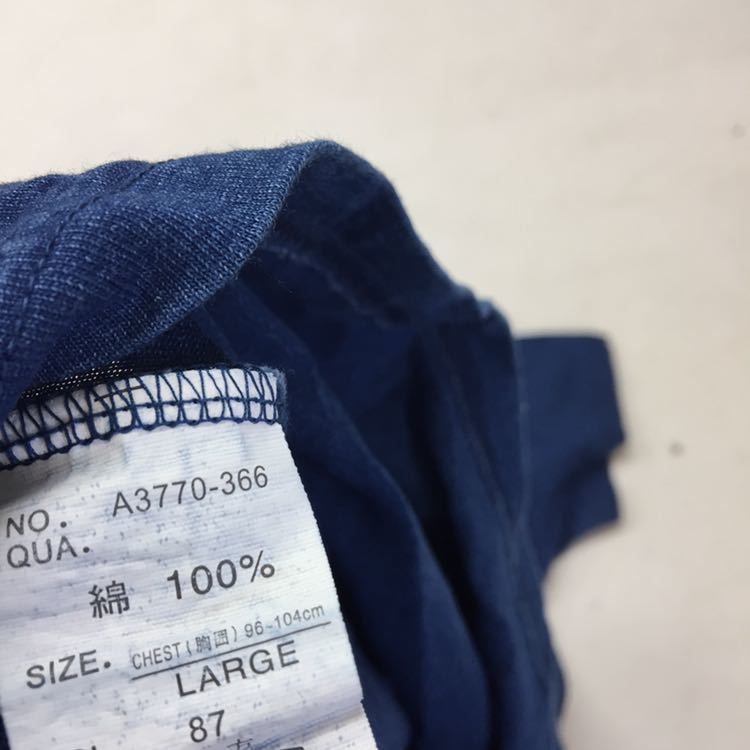 NO. A3770-366
QUA.
綿 100%
SIZE. CHEST(胸囲) 96~104cm
LARGE
87